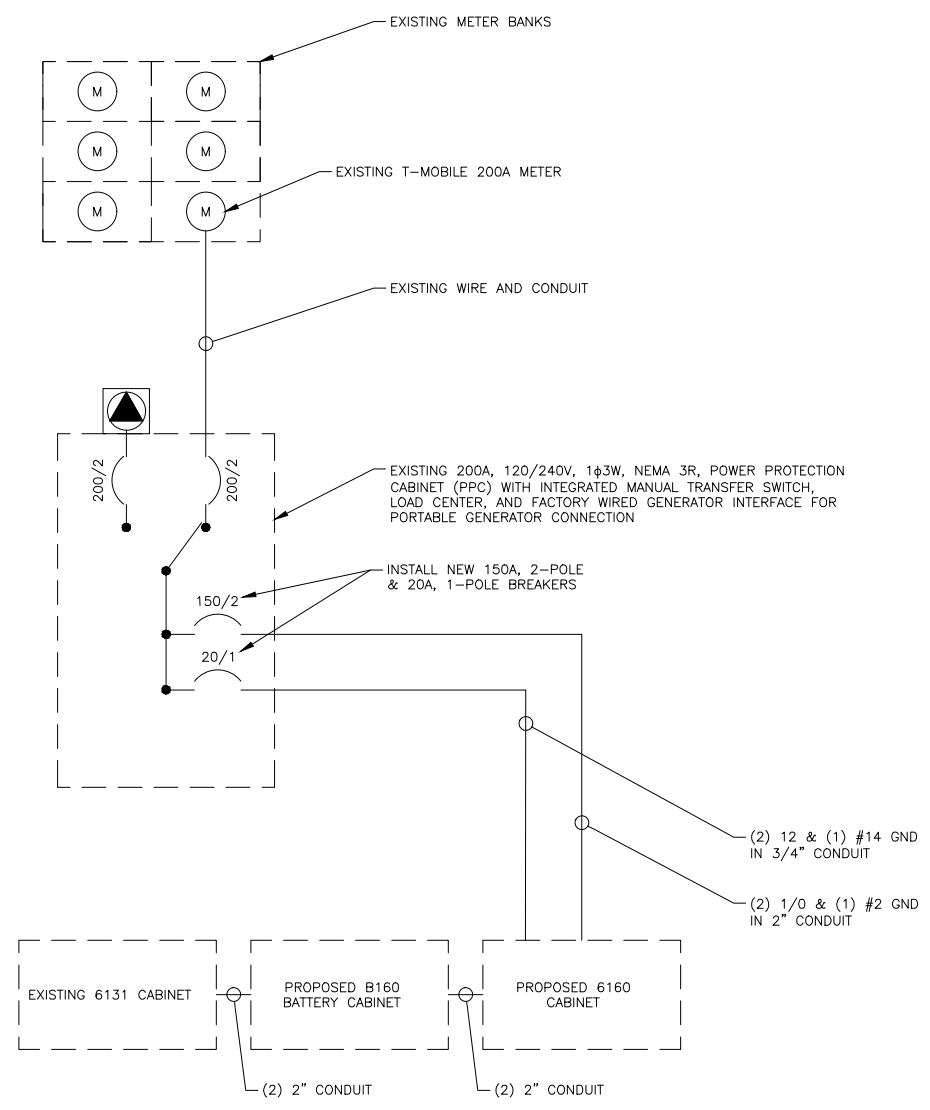 EXISTING METER BANKS
M M
M M
EXISTING T-MOBILE 200A METER
M M
EXISTING WIRE AND CONDUIT
200/2 200/2
EXISTING 200A, 120/240V, 1ϕ3W, NEMA 3R, POWER PROTECTION
CABINET (PPC) WITH INTEGRATED MANUAL TRANSFER SWITCH,
LOAD CENTER, AND FACTORY WIRED GENERATOR INTERFACE FOR
PORTABLE GENERATOR CONNECTION
INSTALL NEW 150A, 2-POLE
& 20A, 1-POLE BREAKERS
150/2
20/1
(2) 12 & (1) #14 GND
IN 3/4" CONDUIT
(2) 1/0 & (1) #2 GND
IN 2" CONDUIT
EXISTING 6131 CABINET
PROPOSED B160
BATTERY CABINET
PROPOSED 6160
CABINET
(2) 2" CONDUIT
(2) 2" CONDUIT